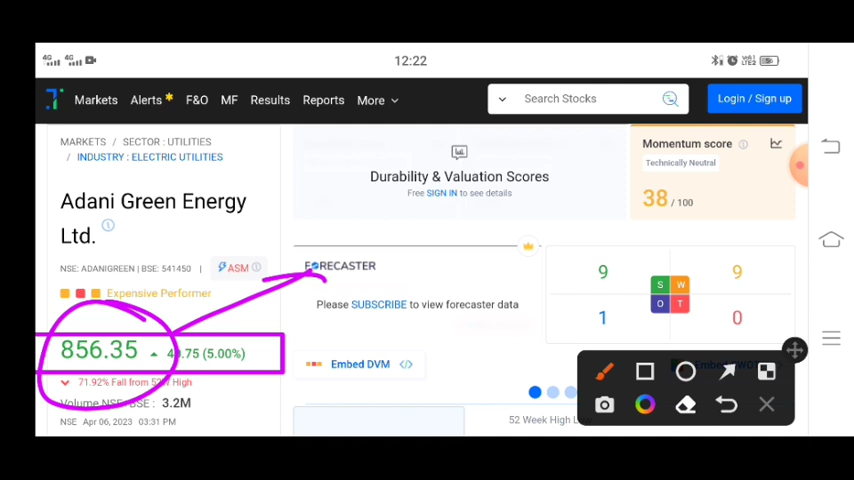 4G 4G
12:22
VoLTE2
Markets Alerts F&O MF Results Reports More
Search Stocks
Login / Sign up
MARKETS / SECTOR : UTILITIES
/ INDUSTRY : ELECTRIC UTILITIES
Adani Green Energy
Ltd.
NSE: ADANIGREEN | BSE: 541450 |
ASM
Expensive Performer
856.35
(5.00%)
71.92% Fall from 52W High
Volume NSE+BSE : 3.2M
NSE Apr 06, 2023 03:31 PM
Durability & Valuation Scores
Free SIGN IN to see details
Momentum score
Technically Neutral
38 / 100
FORECASTER
Please SUBSCRIBE to view forecaster data
9
9
S W
O T
1
0
Embed DVM
52 Week High